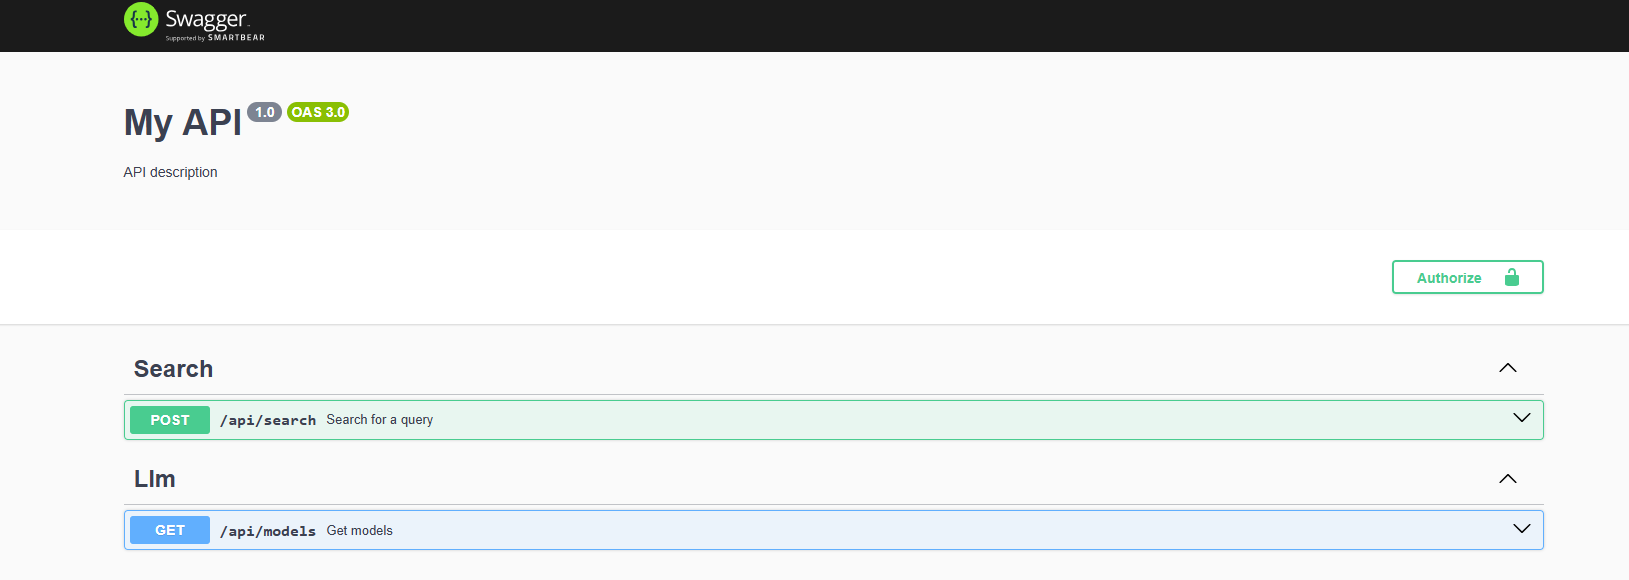 {··} Swagger
Supported by SMARTBEAR
My API 1.0 OAS 3.0
API description
Authorize
Search
POST /api/search Search for a query
Llm
GET /api/models Get models